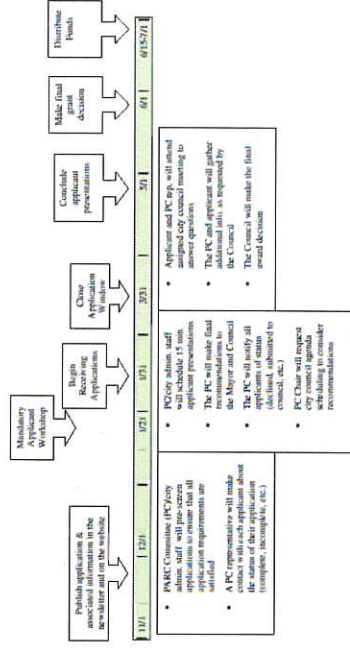 Publish application &
associated information in the
newsletter and on the website
Mandatory
Applicant
Workshop
Begin
Receiving
Applications
Close
Application
Window
Conclude
applicant
presentations
Make final
grant
decision
Distribute
Funds
11/1
12/1
1/21
1/31
3/31
5/1
6/1
6/15-7/1
• PARC Committee (PC)/city
admin. staff will pre-screen
applications to ensure that all
application requirements are
satisfied
• A PC representative will make
contact with each applicant about
the status of their application
(complete, incomplete, etc.)
• PC/city admin. staff
will schedule 15 min.
applicant presentations
• The PC will make final
recommendations to
the Mayor and Council
• The PC will notify all
applicants of status
(declined, submitted to
council, etc.)
• PC Chair will request
city council agenda
scheduling to consider
recommendations
• Applicant and PC rep. will attend
assigned city council meeting to
answer questions
• The PC and applicant will gather
additional info. as requested by
the Council
• The Council will make the final
award decision